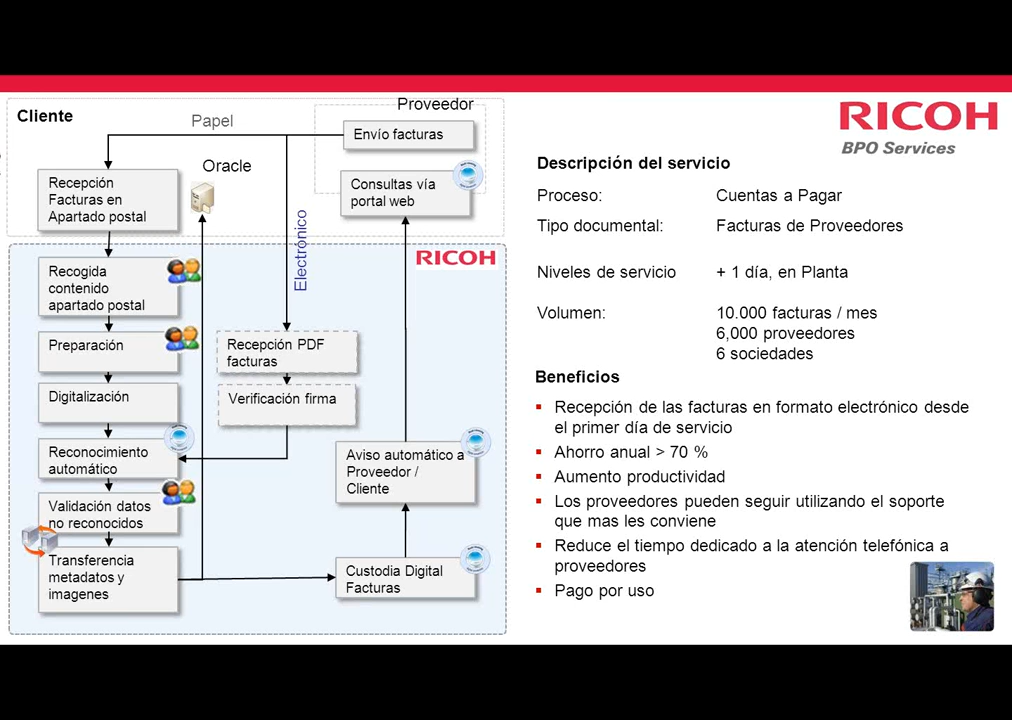 Cliente
Papel
Proveedor
Envío facturas
Oracle
Recepción
Facturas en
Apartado postal
Consultas vía
portal web
Electrónico
RICOH
Recogida
contenido
apartado postal
Preparación
Recepción PDF
facturas
Digitalización
Verificación firma
Reconocimiento
automático
Aviso automático a
Proveedor /
Cliente
Validación datos
no reconocidos
Transferencia
metadatos y
imagenes
Custodia Digital
Facturas
RICOH
BPO Services
Descripción del servicio
Proceso: Cuentas a Pagar
Tipo documental: Facturas de Proveedores
Niveles de servicio + 1 día, en Planta
Volumen: 10.000 facturas / mes
6,000 proveedores
6 sociedades
Beneficios
▪ Recepción de las facturas en formato electrónico desde
el primer día de servicio
▪ Ahorro anual > 70 %
▪ Aumento productividad
▪ Los proveedores pueden seguir utilizando el soporte
que mas les conviene
▪ Reduce el tiempo dedicado a la atención telefónica a
proveedores
▪ Pago por uso